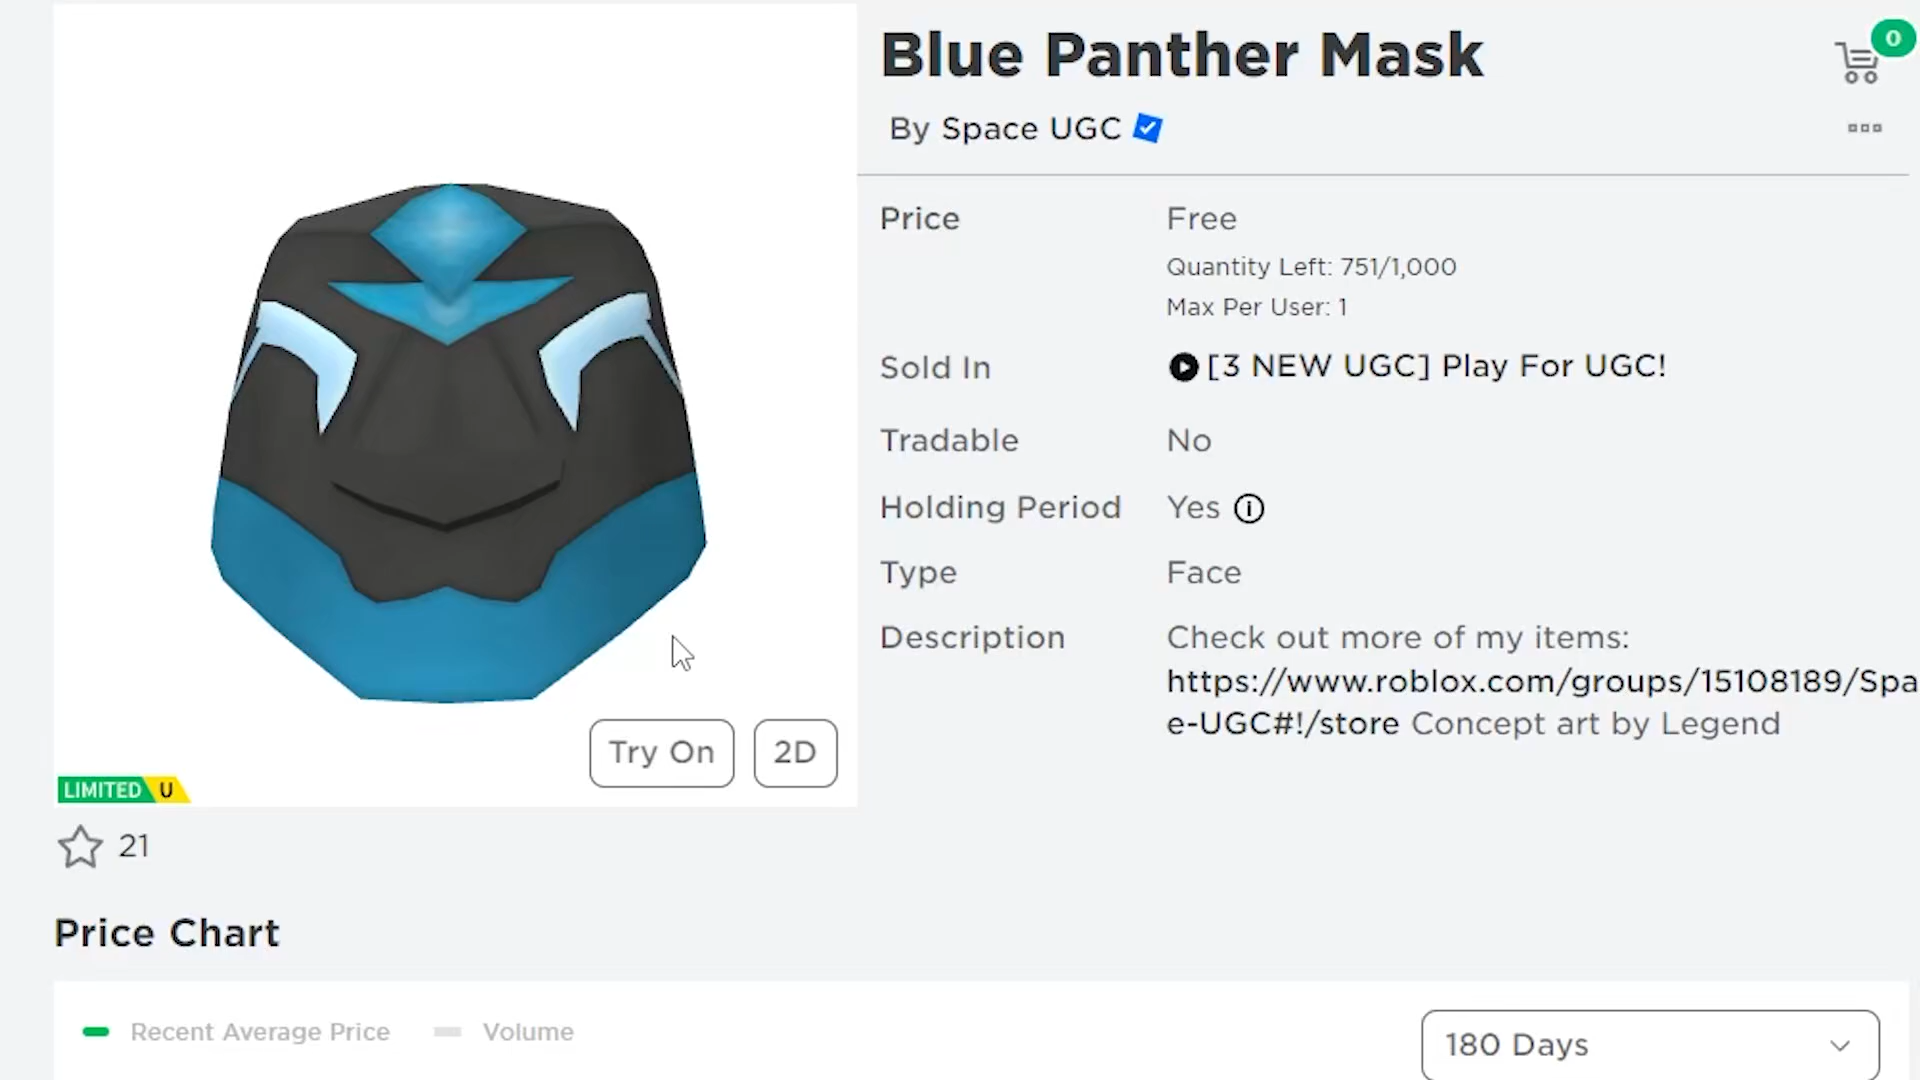 Blue Panther Mask
0
By Space UGC
Price Free
Quantity Left: 751/1,000
Max Per User: 1
Sold In [3 NEW UGC] Play For UGC!
Tradable No
Holding Period Yes
Type Face
Description Check out more of my items:
https://www.roblox.com/groups/15108189/Spa
e-UGC#!/store Concept art by Legend
Try On 2D
LIMITED U
21
Price Chart
Recent Average Price Volume
180 Days